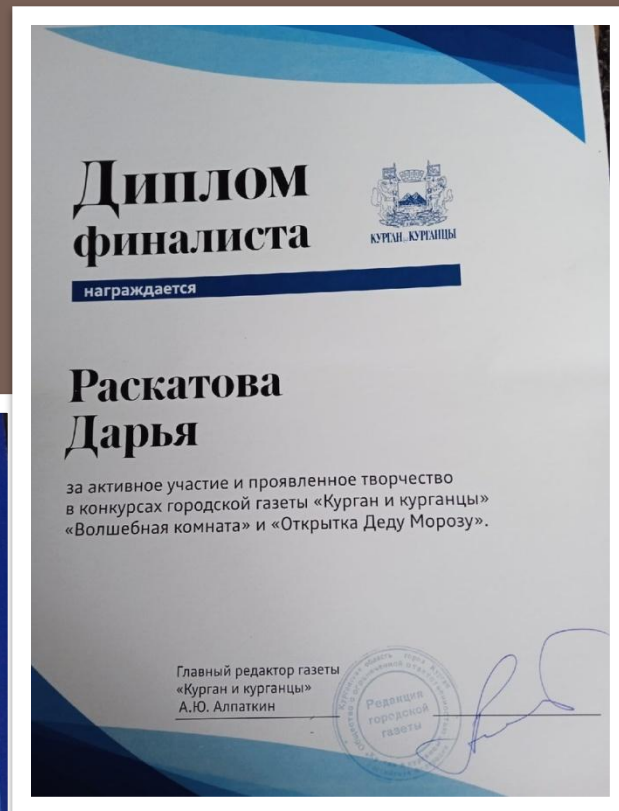 Диплом
финалиста
КУРГАН и КУРГАНЦЫ
награждается
Раскатова
Дарья
за активное участие и проявленное творчество
в конкурсах городской газеты «Курган и курганцы»
«Волшебная комната» и «Открытка Деду Морозу».
Главный редактор газеты
«Курган и курганцы»
А.Ю. Алпаткин
Редакция
городской
газеты